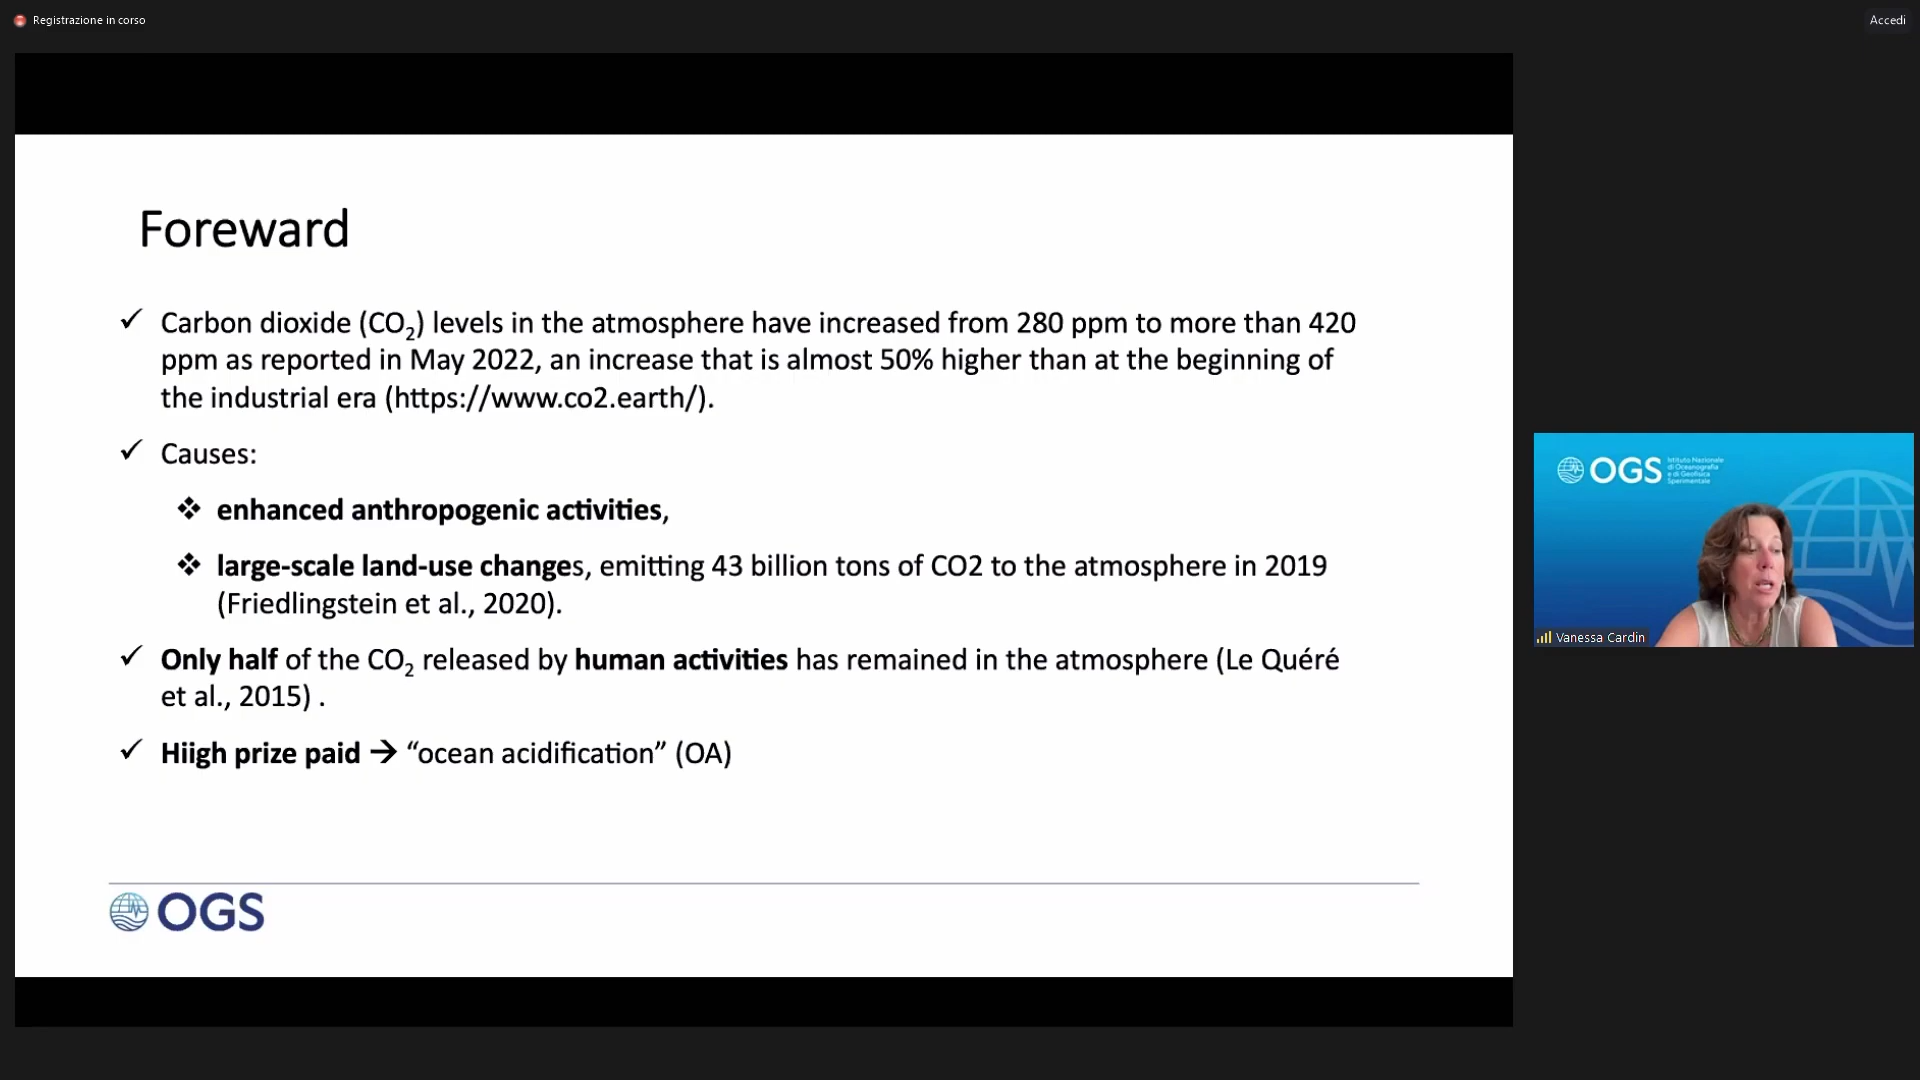 Registrazione in corso
Accedi
Foreward
✓ Carbon dioxide (CO₂) levels in the atmosphere have increased from 280 ppm to more than 420
ppm as reported in May 2022, an increase that is almost 50% higher than at the beginning of
the industrial era (https://www.co2.earth/).
✓ Causes:
❖ enhanced anthropogenic activities,
❖ large-scale land-use changes, emitting 43 billion tons of CO2 to the atmosphere in 2019
(Friedlingstein et al., 2020).
✓ Only half of the CO₂ released by human activities has remained in the atmosphere (Le Quéré
et al., 2015) .
✓ Hiigh prize paid → “ocean acidification” (OA)
OGS
OGS
Istituto Nazionale
di Oceanografia
e di Geofisica
Sperimentale
Vanessa Cardin